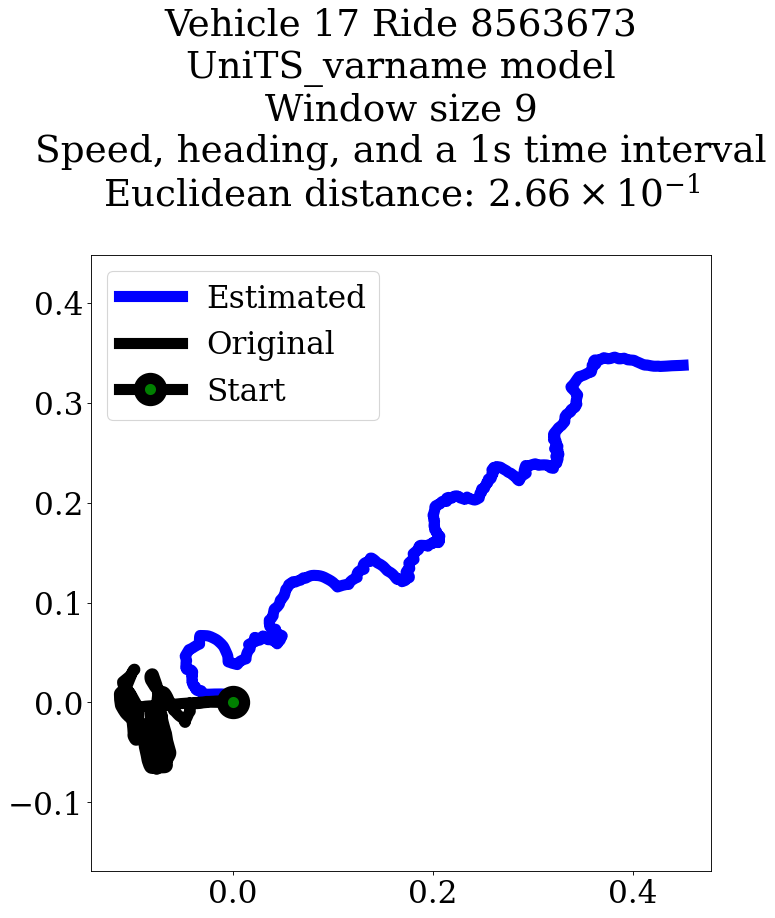 Vehicle 17 Ride 8563673
UniTS_varname model
Window size 9
Speed, heading, and a 1s time interval
Euclidean distance: 2.66 × 10⁻¹
Estimated
Original
Start
0.4
0.3
0.2
0.1
0.0
−0.1
0.0 0.2 0.4